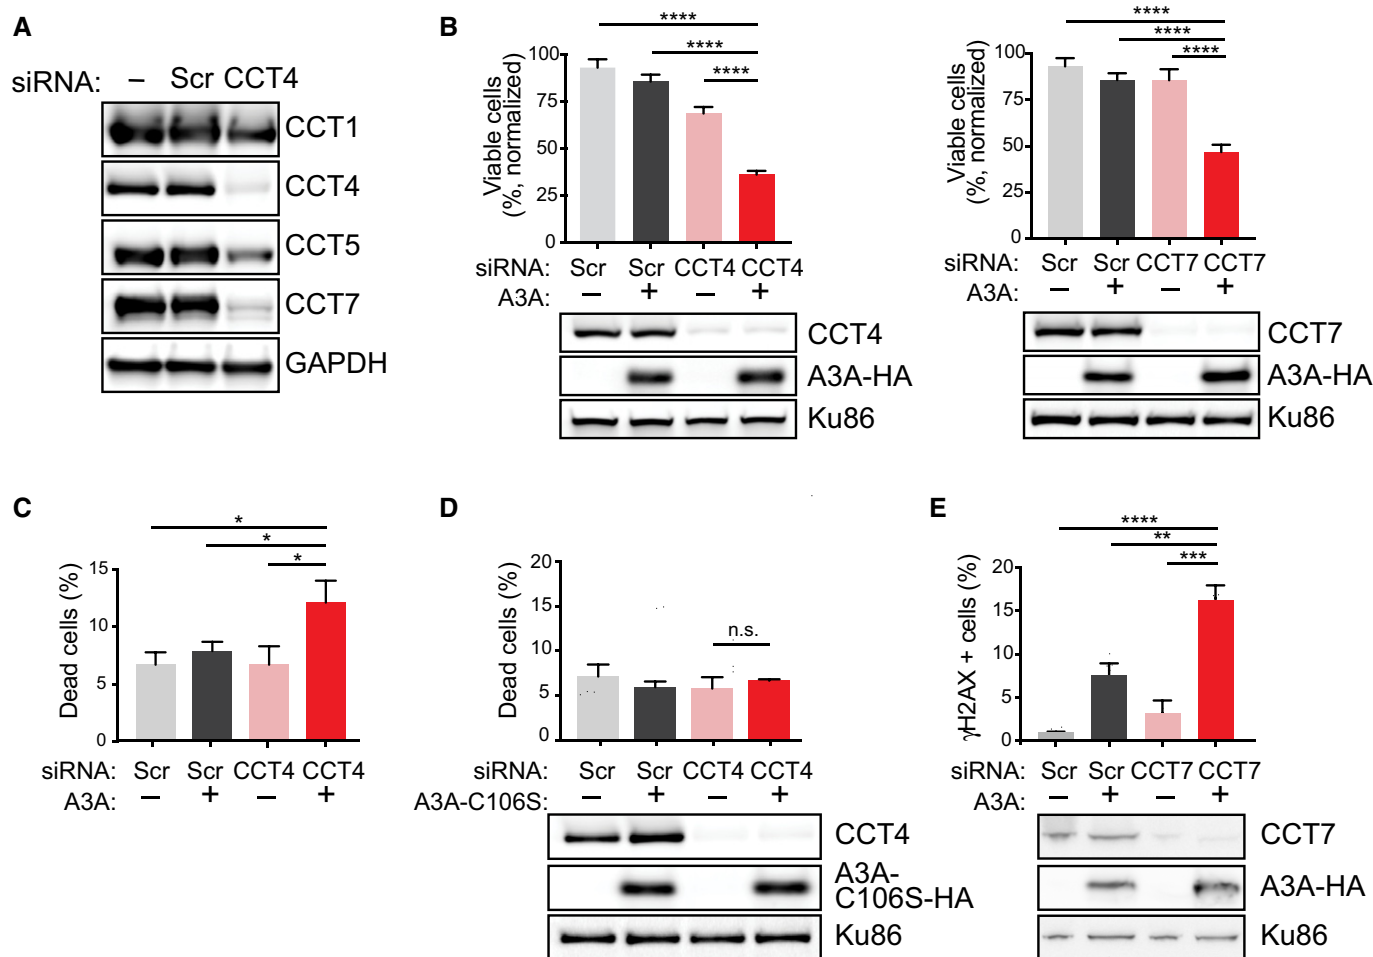 A
siRNA: – Scr CCT4
CCT1
CCT4
CCT5
CCT7
GAPDH
B
****
****
****
Viable cells
(%, normalized)
100
75
50
25
0
siRNA: Scr Scr CCT4 CCT4
A3A: – + – +
CCT4
A3A-HA
Ku86
****
****
****
Viable cells
(%, normalized)
100
75
50
25
0
siRNA: Scr Scr CCT7 CCT7
A3A: – + – +
CCT7
A3A-HA
Ku86
C
*
*
*
Dead cells (%)
15
10
5
0
siRNA: Scr Scr CCT4 CCT4
A3A: – + – +
D
n.s.
Dead cells (%)
20
15
10
5
0
siRNA: Scr Scr CCT4 CCT4
A3A-C106S: – + – +
CCT4
A3A-
C106S-HA
Ku86
E
****
**
***
γH2AX + cells (%)
20
15
10
5
0
siRNA: Scr Scr CCT7 CCT7
A3A: – + – +
CCT7
A3A-HA
Ku86